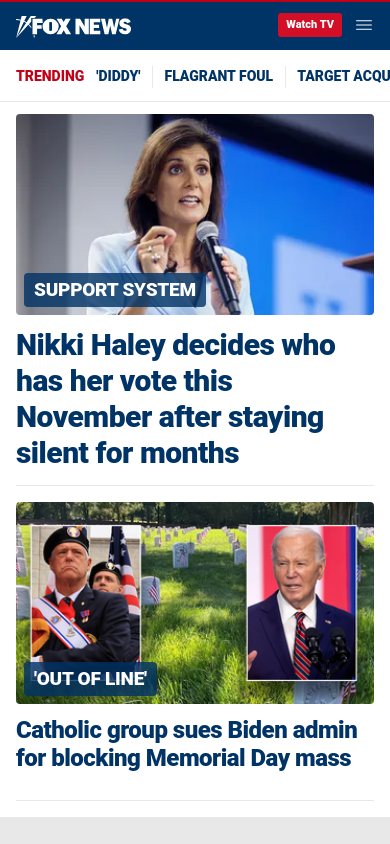 FOX NEWS
Watch TV
TRENDING 'DIDDY' FLAGRANT FOUL TARGET ACQU
SUPPORT SYSTEM
Nikki Haley decides who
has her vote this
November after staying
silent for months
'OUT OF LINE'
Catholic group sues Biden admin
for blocking Memorial Day mass